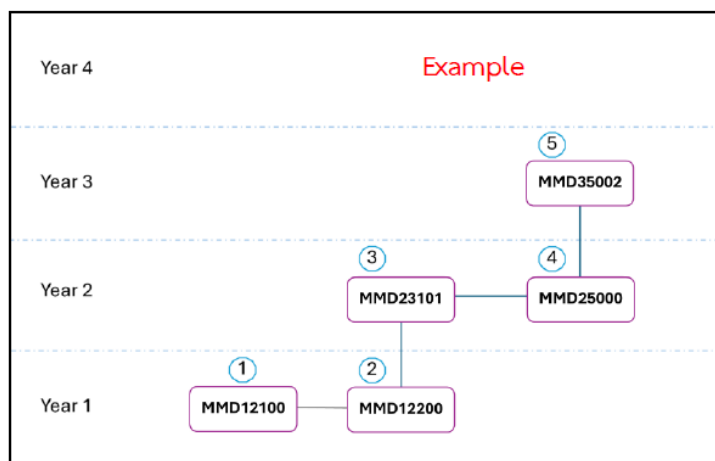 Year 4
Example
5
Year 3
MMD35002
3
4
Year 2
MMD23101
MMD25000
1
2
Year 1
MMD12100
MMD12200